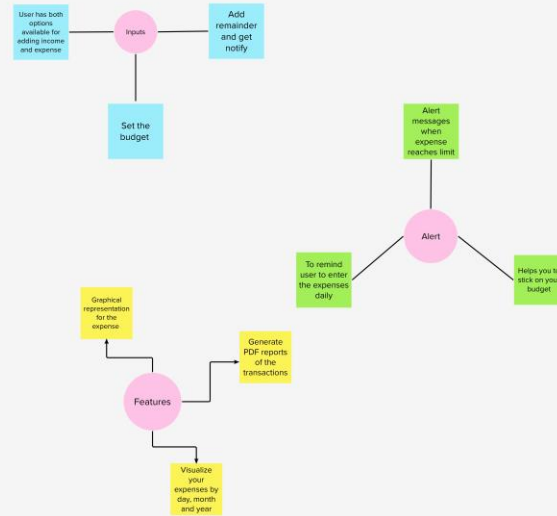 User has both
options
available for
adding income
and expense
Inputs
Add
remainder
and get
notify
Set the
budget
Alert
messages
when
expense
reaches limit
Alert
To remind
user to enter
the expenses
daily
Helps you to
stick on your
budget
Graphical
representation
for the
expense
Generate
PDF reports
of the
transactions
Features
Visualize
your
expenses by
day, month
and year